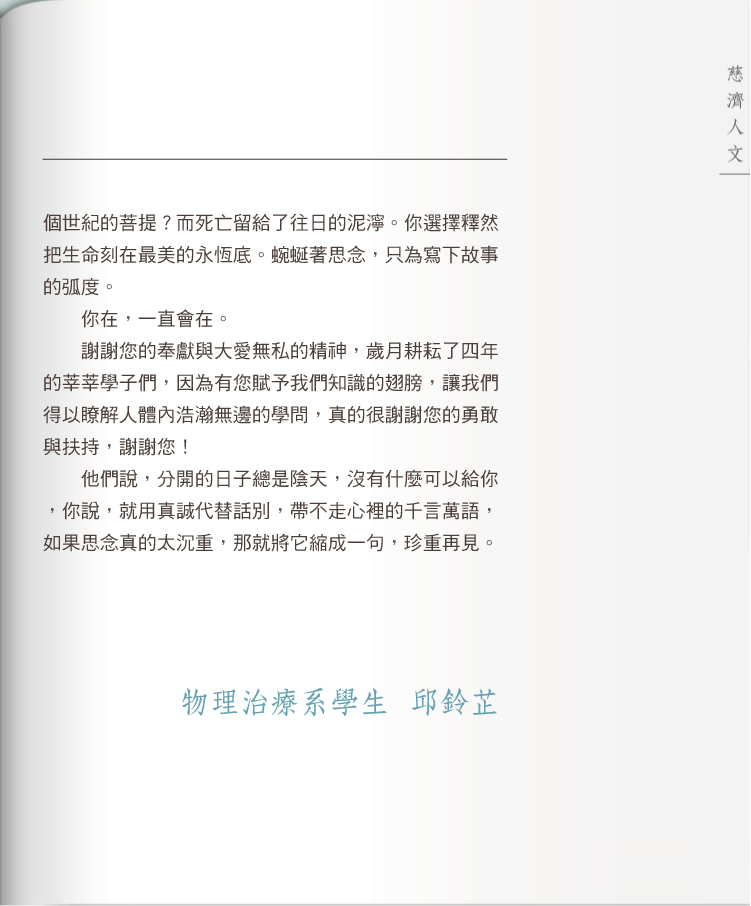 慈濟人文
個世紀的菩提？而死亡留給了往日的泥濘。你選擇釋然
把生命刻在最美的永恆底。蜿蜒著思念，只為寫下故事
的弧度。
你在，一直會在。
謝謝您的奉獻與大愛無私的精神，歲月耕耘了四年
的莘莘學子們，因為有您賦予我們知識的翅膀，讓我們
得以瞭解人體內浩瀚無邊的學問，真的很謝謝您的勇敢
與扶持，謝謝您！
他們說，分開的日子總是陰天，沒有什麼可以給你
，你說，就用真誠代替話別，帶不走心裡的千言萬語，
如果思念真的太沉重，那就將它縮成一句，珍重再見。
物理治療系學生 邱鈴芷